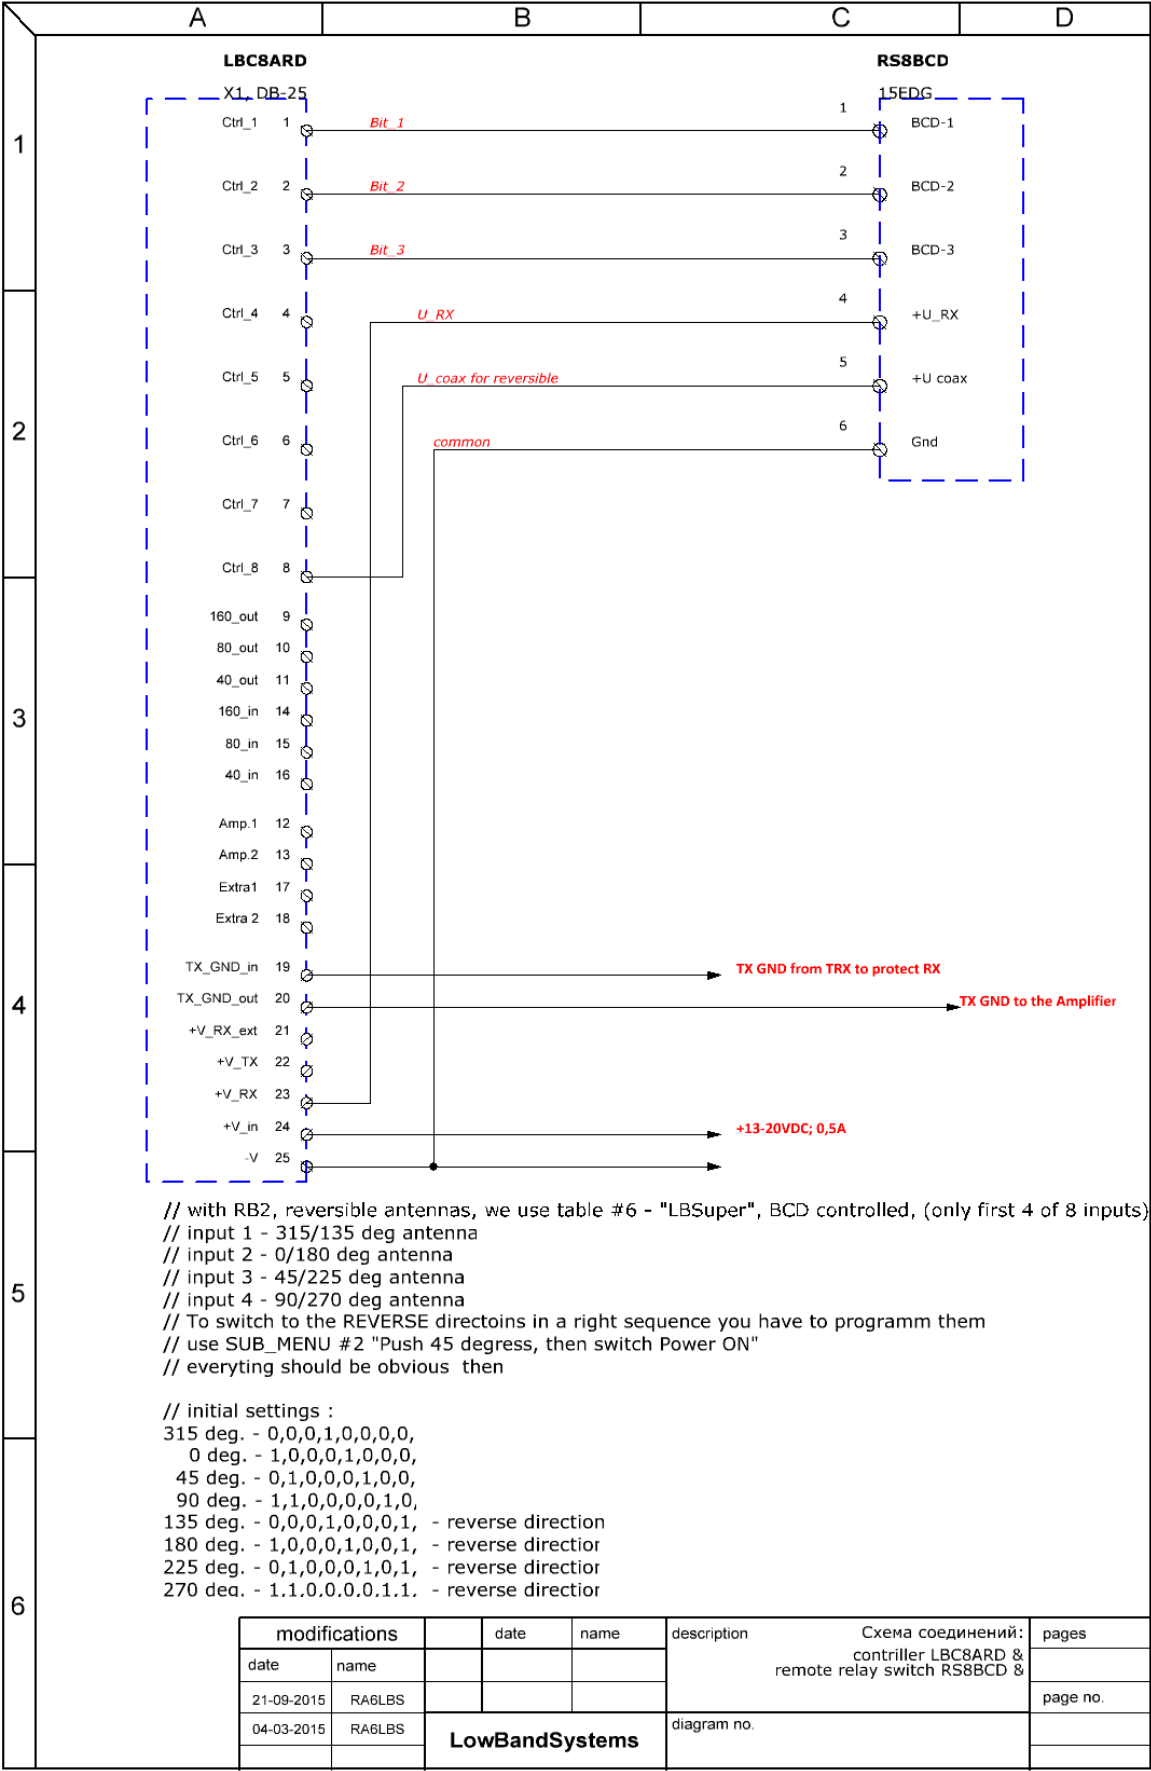 A B C D
LBC8ARD RS8BCD
X1, DB-25 15EDG
1
Ctrl_1 1 Bit_1 1 BCD-1
Ctrl_2 2 Bit_2 2 BCD-2
Ctrl_3 3 Bit_3 3 BCD-3
Ctrl_4 4 U_RX 4 +U_RX
Ctrl_5 5 U_coax for reversible 5 +U coax
2
Ctrl_6 6 common 6 Gnd
Ctrl_7 7
Ctrl_8 8
160_out 9
80_out 10
40_out 11
3
160_in 14
80_in 15
40_in 16
Amp.1 12
Amp.2 13
Extra1 17
Extra 2 18
TX_GND_in 19 TX GND from TRX to protect RX
4
TX_GND_out 20 TX GND to the Amplifier
+V_RX_ext 21
+V_TX 22
+V_RX 23
+V_in 24 +13-20VDC; 0,5A
-V 25
// with RB2, reversible antennas, we use table #6 - "LBSuper", BCD controlled, (only first 4 of 8 inputs)
// input 1 - 315/135 deg antenna
// input 2 - 0/180 deg antenna
// input 3 - 45/225 deg antenna
5
// input 4 - 90/270 deg antenna
// To switch to the REVERSE directoins in a right sequence you have to programm them
// use SUB_MENU #2 "Push 45 degress, then switch Power ON"
// everyting should be obvious then
// initial settings :
315 deg. - 0,0,0,1,0,0,0,0,
0 deg. - 1,0,0,0,1,0,0,0,
45 deg. - 0,1,0,0,0,1,0,0,
90 deg. - 1,1,0,0,0,0,1,0,
135 deg. - 0,0,0,1,0,0,0,1, - reverse direction
180 deg. - 1,0,0,0,1,0,0,1, - reverse direction
225 deg. - 0,1,0,0,0,1,0,1, - reverse direction
270 deg. - 1,1,0,0,0,0,1,1, - reverse direction
6
modifications date name description Схема соединений: pages
contriller LBC8ARD &
date name
remote relay switch RS8BCD &
21-09-2015 RA6LBS page no.
04-03-2015 RA6LBS LowBandSystems diagram no.